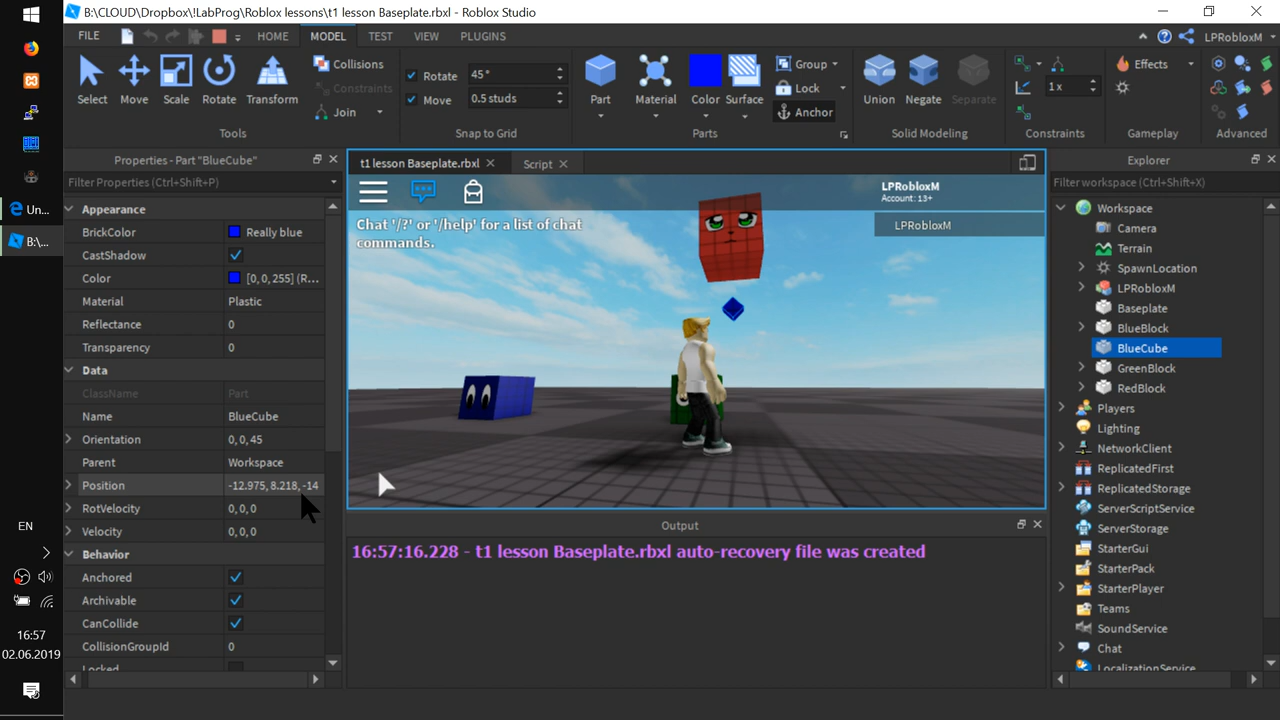 B:\CLOUD\Dropbox\!LabProg\Roblox lessons\t1 lesson Baseplate.rbxl - Roblox Studio
FILE HOME MODEL TEST VIEW PLUGINS LPRobloxM
Select Move Scale Rotate Transform
Collisions
Constraints
Join
Tools
Rotate 45°
Move 0.5 studs
Snap to Grid
Part Material Color Surface
Group
Lock
Anchor
Parts
Union Negate Separate
Solid Modeling
1 x
Constraints
Effects
Gameplay
Advanced
Properties - Part "BlueCube"
Filter Properties (Ctrl+Shift+P)
Appearance
BrickColor Really blue
CastShadow
Color [0, 0, 255] (R...
Material Plastic
Reflectance 0
Transparency 0
Data
ClassName Part
Name BlueCube
Orientation 0, 0, 45
Parent Workspace
Position -12.975, 8.218, -14
RotVelocity 0, 0, 0
Velocity 0, 0, 0
Behavior
Anchored
Archivable
CanCollide
CollisionGroupId 0
Locked
t1 lesson Baseplate.rbxl Script
Chat '/?' or '/help' for a list of chat
commands.
LPRobloxM
Account: 13+
LPRobloxM
Output
16:57:16.228 - t1 lesson Baseplate.rbxl auto-recovery file was created
Explorer
Filter workspace (Ctrl+Shift+X)
Workspace
Camera
Terrain
SpawnLocation
LPRobloxM
Baseplate
BlueBlock
BlueCube
GreenBlock
RedBlock
Players
Lighting
NetworkClient
ReplicatedFirst
ReplicatedStorage
ServerScriptService
ServerStorage
StarterGui
StarterPack
StarterPlayer
Teams
SoundService
Chat
LocalizationService
Un...
B:\...
EN
16:57
02.06.2019